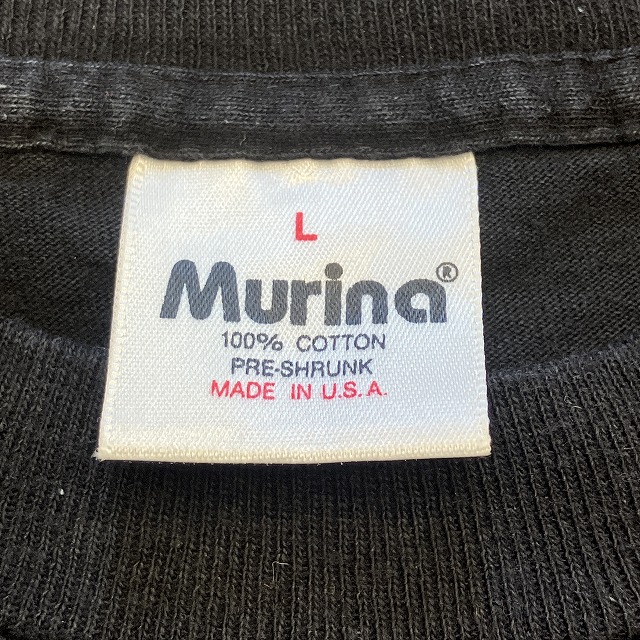 L
Murina®
100% COTTON
PRE-SHRUNK
MADE IN U.S.A.